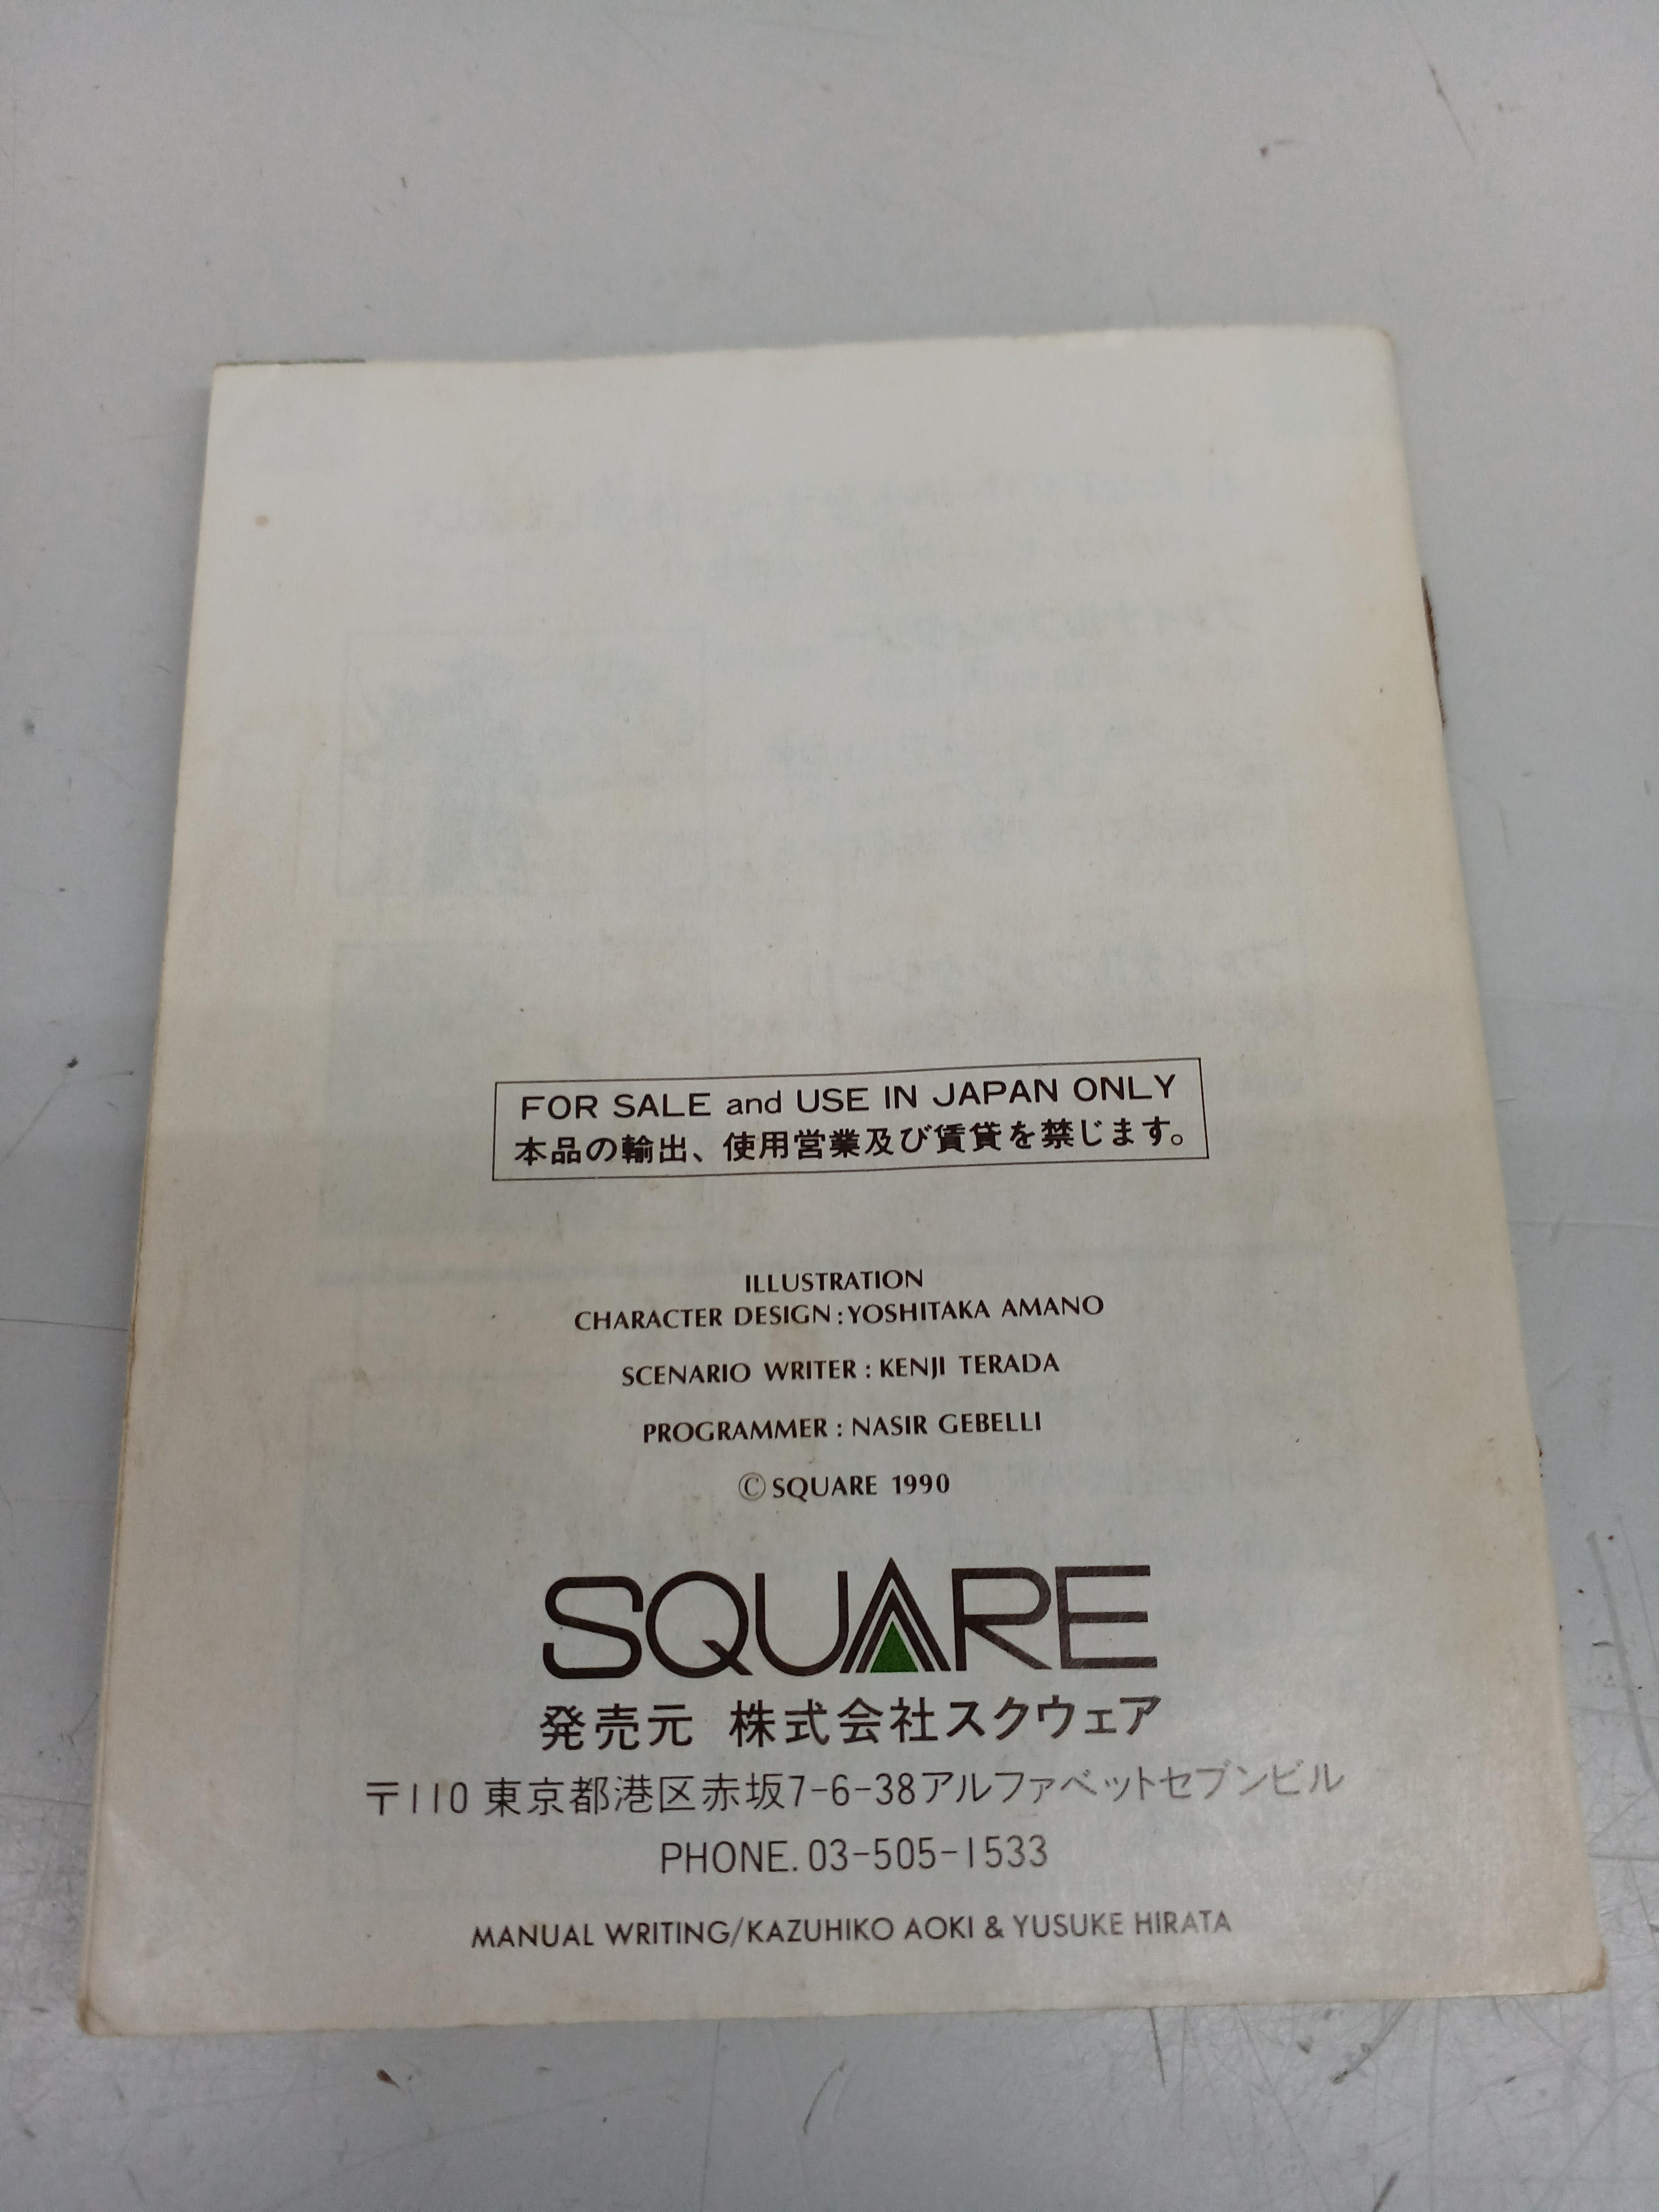 FOR SALE and USE IN JAPAN ONLY
本品の輸出、使用営業及び賃貸を禁じます。
ILLUSTRATION
CHARACTER DESIGN:YOSHITAKA AMANO
SCENARIO WRITER : KENJI TERADA
PROGRAMMER : NASIR GEBELLI
©SQUARE 1990
SQUARE
発売元 株式会社スクウェア
〒110 東京都港区赤坂7-6-38アルファベットセブンビル
PHONE. 03-505-1533
MANUAL WRITING/KAZUHIKO AOKI & YUSUKE HIRATA